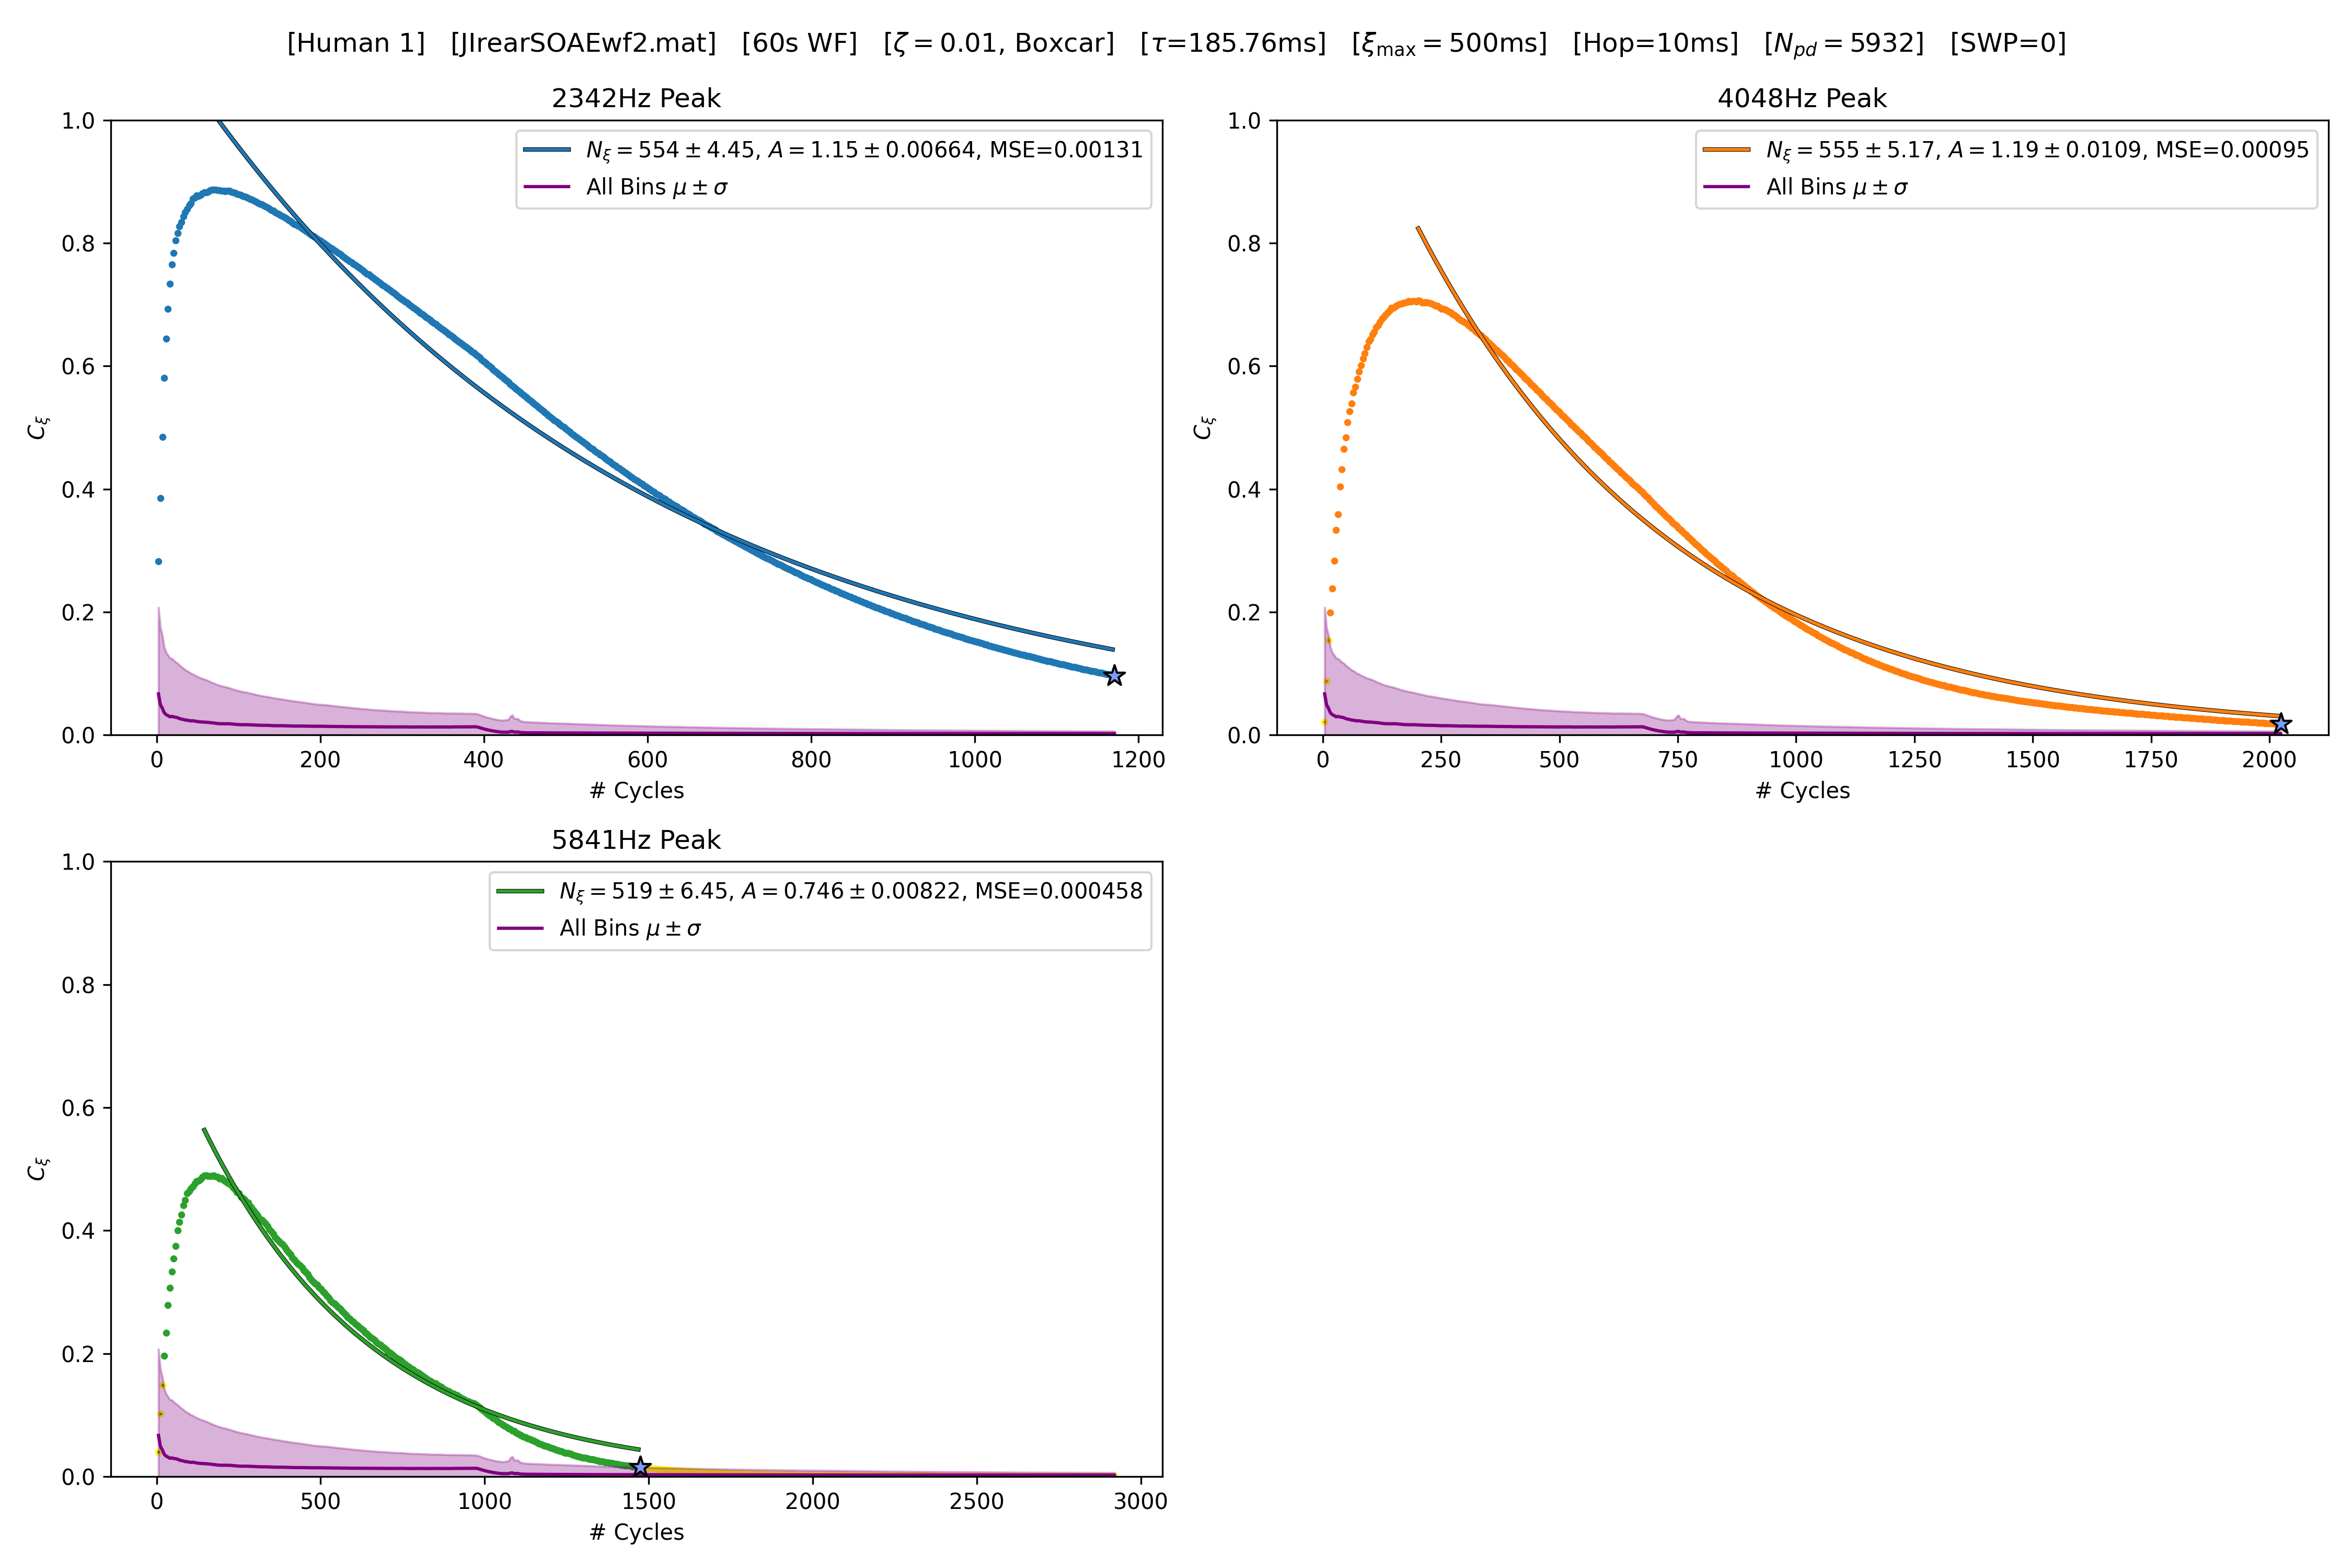 [Human 1] [JIrearSOAEwf2.mat] [60s WF] [ζ = 0.01, Boxcar] [τ=185.76ms] [ξmax = 500ms] [Hop=10ms] [Npd = 5932] [SWP=0]
2342Hz Peak
Nξ = 554 ± 4.45, A = 1.15 ± 0.00664, MSE=0.00131
All Bins μ ± σ
1.0
0.8
0.6
0.4
0.2
0.0
Cξ
0 200 400 600 800 1000 1200
# Cycles
4048Hz Peak
Nξ = 555 ± 5.17, A = 1.19 ± 0.0109, MSE=0.00095
All Bins μ ± σ
1.0
0.8
0.6
0.4
0.2
0.0
Cξ
0 250 500 750 1000 1250 1500 1750 2000
# Cycles
5841Hz Peak
Nξ = 519 ± 6.45, A = 0.746 ± 0.00822, MSE=0.000458
All Bins μ ± σ
1.0
0.8
0.6
0.4
0.2
0.0
Cξ
0 500 1000 1500 2000 2500 3000
# Cycles